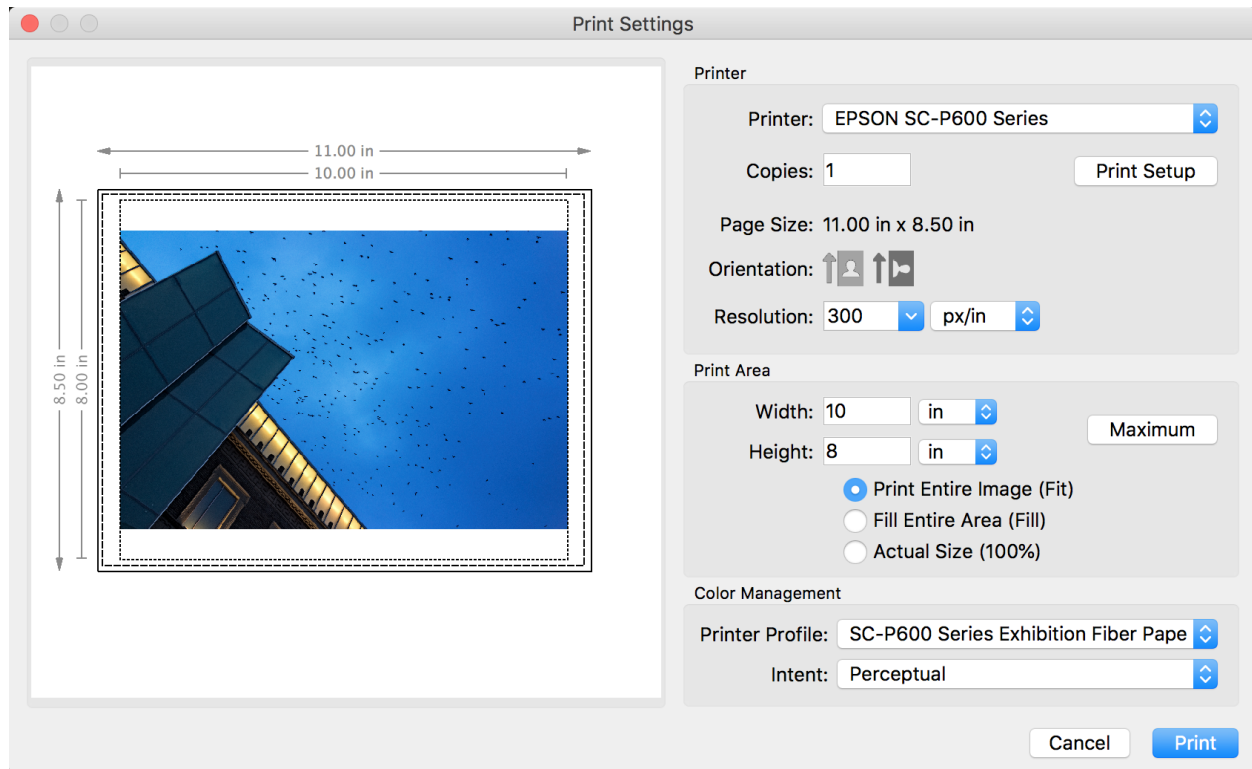 Print Settings
11.00 in
10.00 in
8.50 in
8.00 in
Printer
Printer: EPSON SC-P600 Series
Copies: 1 Print Setup
Page Size: 11.00 in x 8.50 in
Orientation:
Resolution: 300 px/in
Print Area
Width: 10 in
Maximum
Height: 8 in
Print Entire Image (Fit)
Fill Entire Area (Fill)
Actual Size (100%)
Color Management
Printer Profile: SC-P600 Series Exhibition Fiber Pape
Intent: Perceptual
Cancel Print